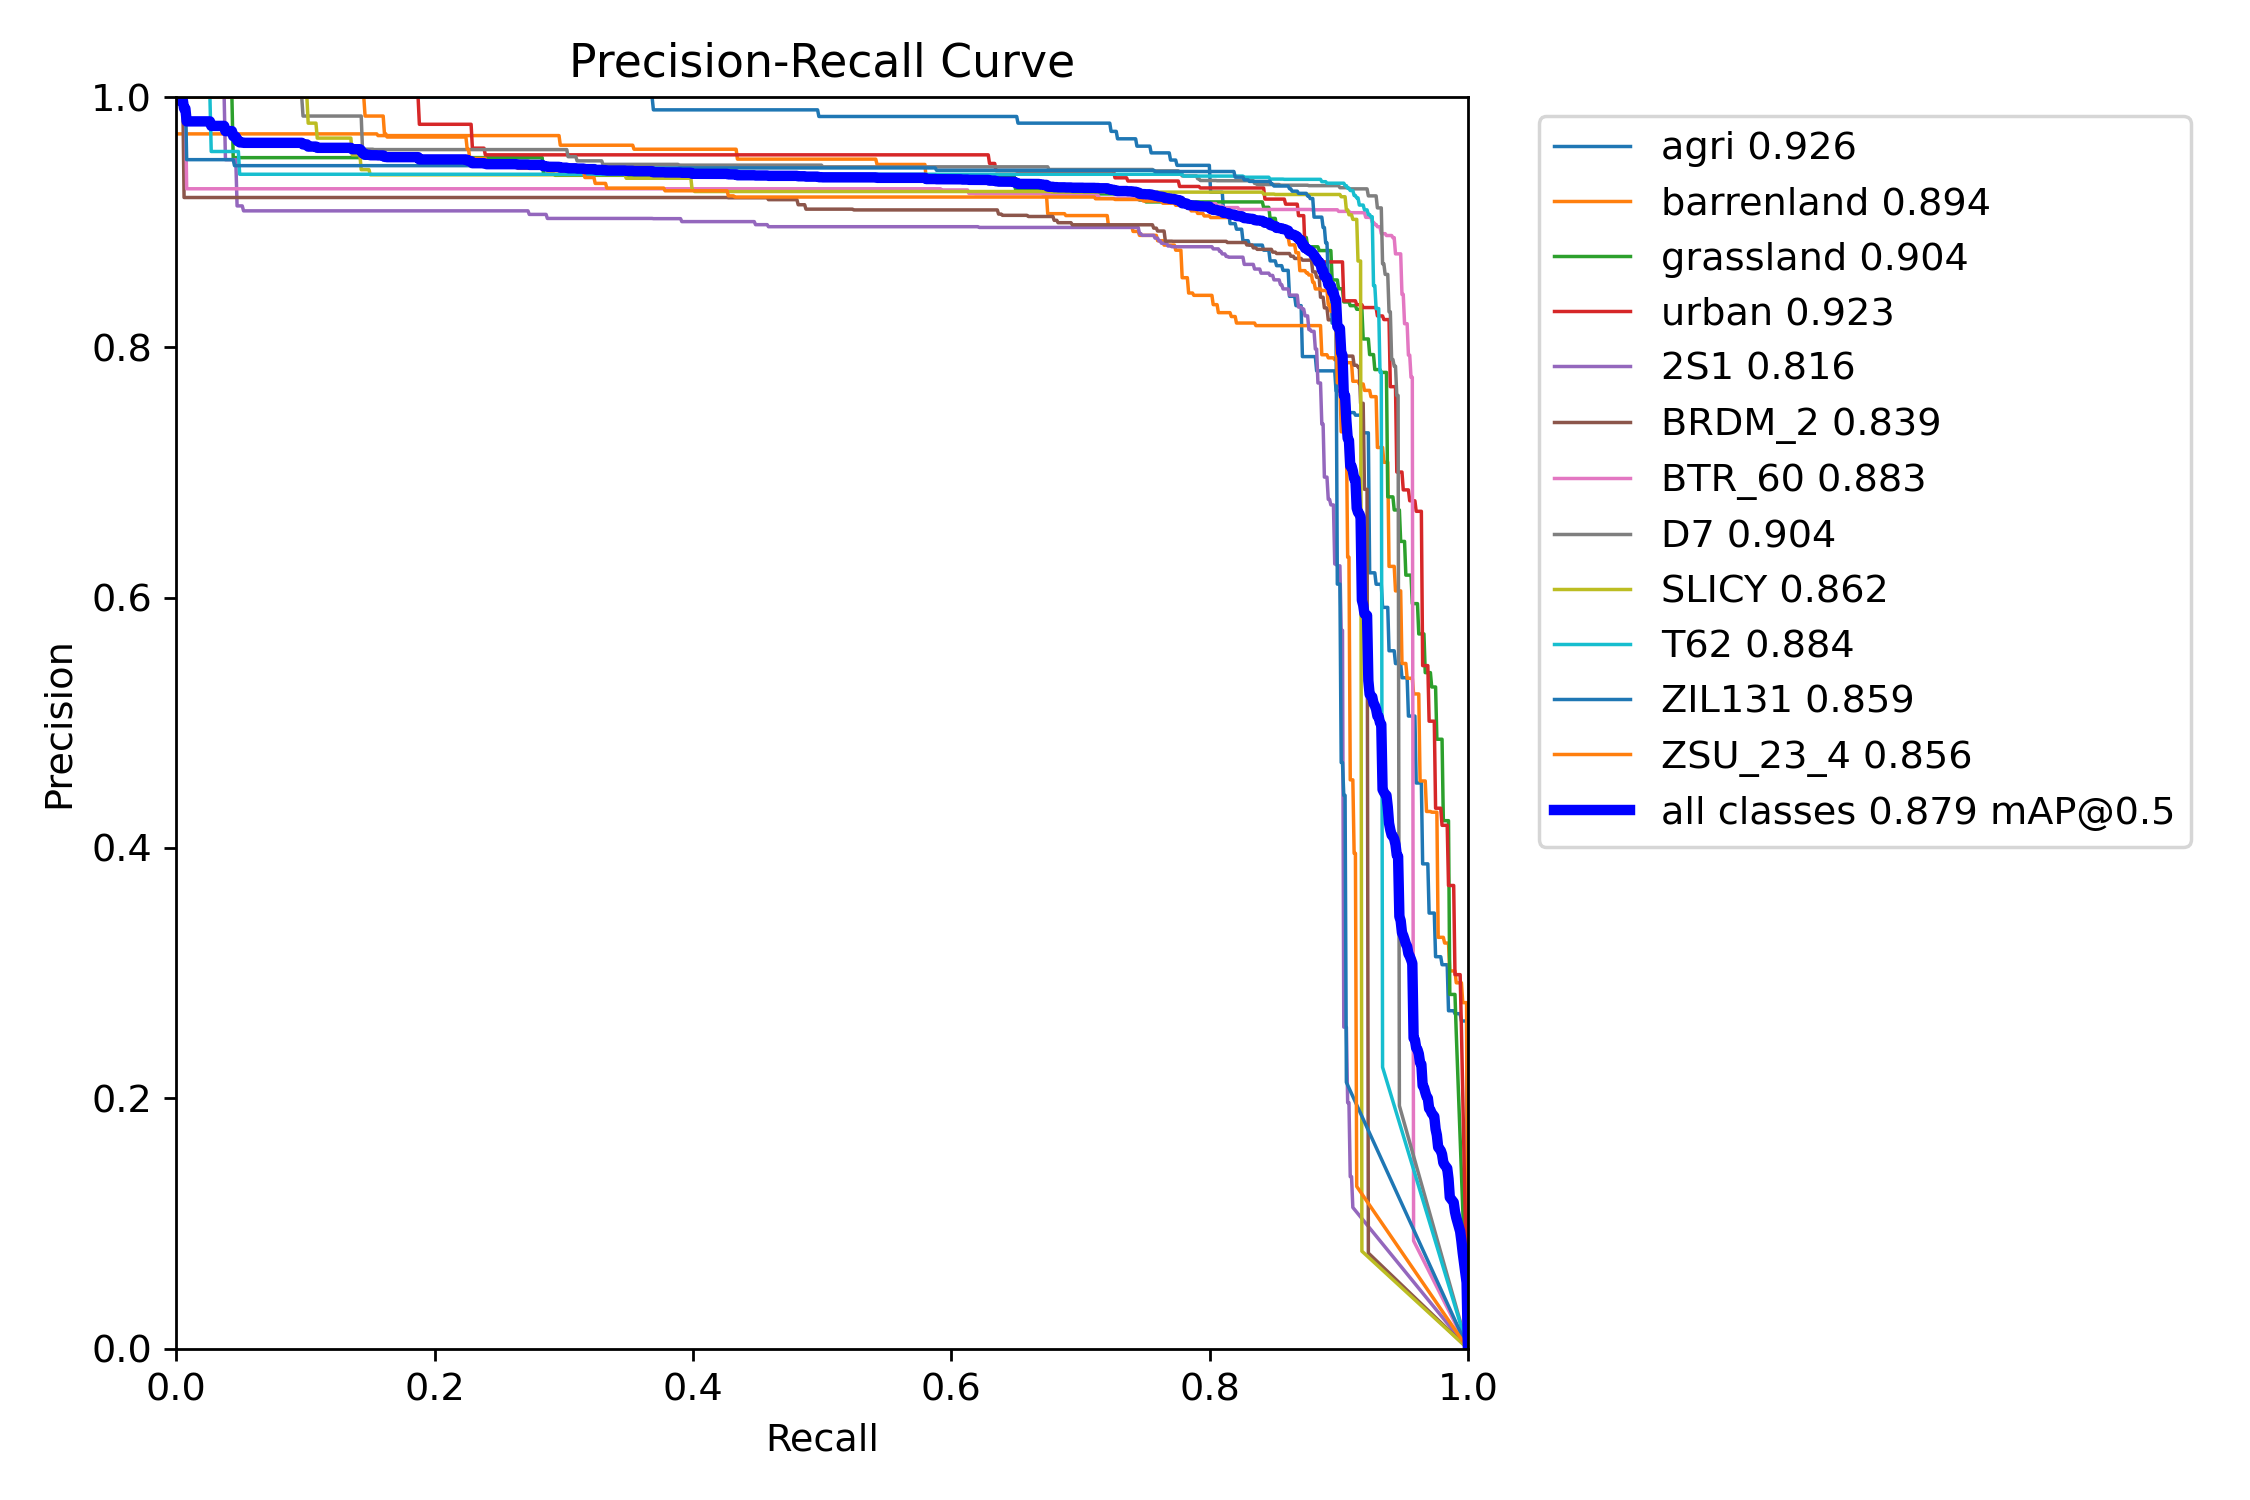 Precision-Recall Curve
1.0
0.8
0.6
0.4
0.2
0.0
Precision
0.0 0.2 0.4 0.6 0.8 1.0
Recall
agri 0.926
barrenland 0.894
grassland 0.904
urban 0.923
2S1 0.816
BRDM_2 0.839
BTR_60 0.883
D7 0.904
SLICY 0.862
T62 0.884
ZIL131 0.859
ZSU_23_4 0.856
all classes 0.879 mAP@0.5